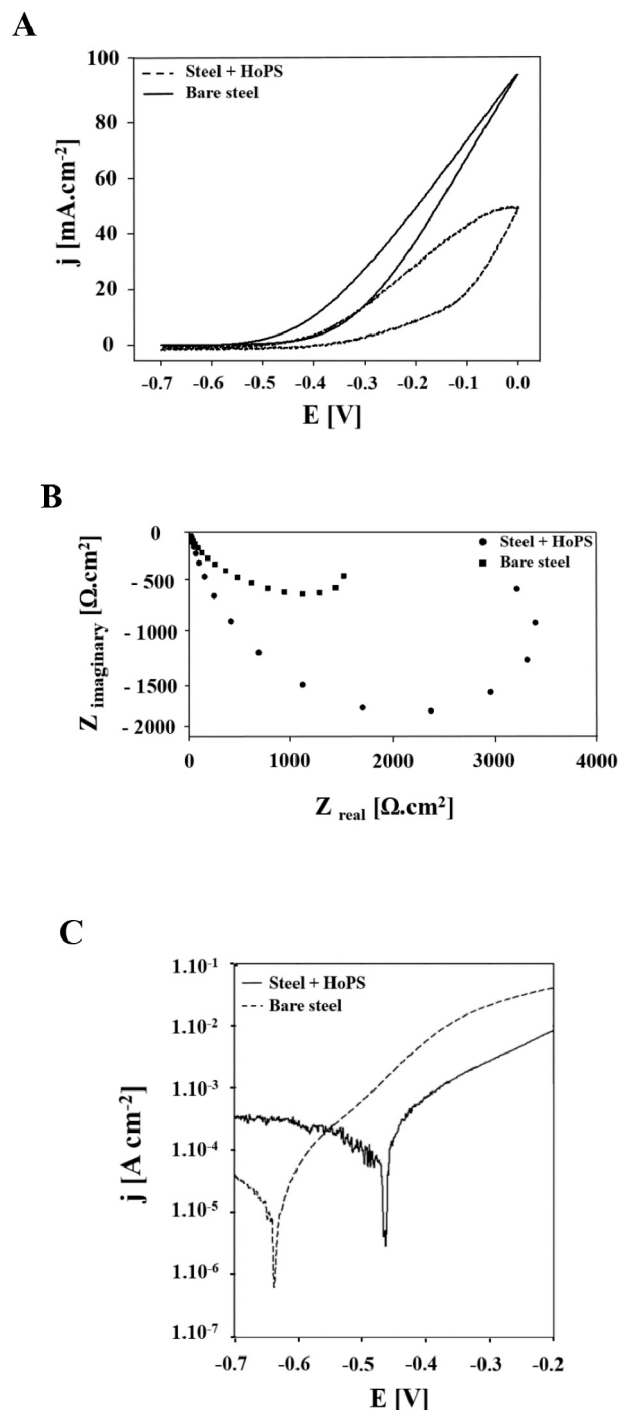 A
100
80
60
40
20
0
j [mA.cm-2]
Steel + HoPS
Bare steel
-0.7 -0.6 -0.5 -0.4 -0.3 -0.2 -0.1 0.0
E [V]
B
0
- 500
- 1000
- 1500
- 2000
Z imaginary [Ω.cm2]
Steel + HoPS
Bare steel
0 1000 2000 3000 4000
Z real [Ω.cm2]
C
1.10-1
1.10-2
1.10-3
1.10-4
1.10-5
1.10-6
1.10-7
j [A cm-2]
Steel + HoPS
Bare steel
-0.7 -0.6 -0.5 -0.4 -0.3 -0.2
E [V]